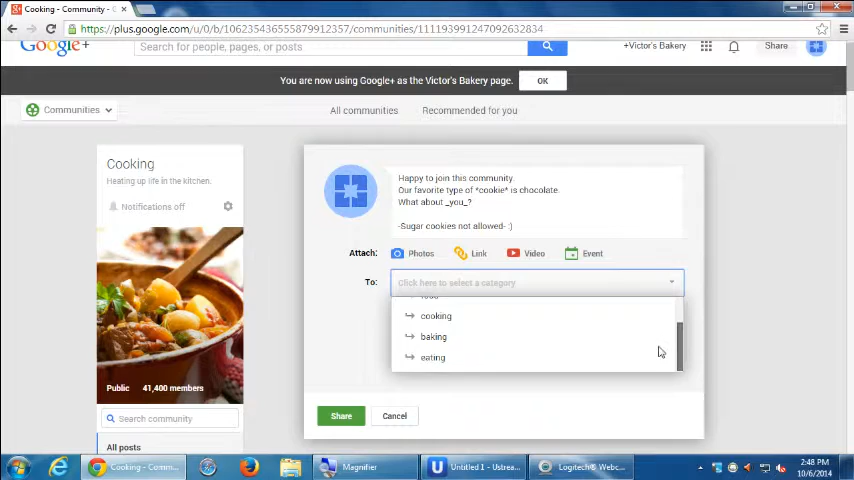 Cooking - Community - G
https://plus.google.com/u/0/b/106235436555879912357/communities/111193991247092632834
Google+
Search for people, pages, or posts
+Victor's Bakery
Share
You are now using Google+ as the Victor's Bakery page.
OK
Communities
All communities
Recommended for you
Cooking
Heating up life in the kitchen.
Notifications off
Public
41,400 members
Search community
All posts
Happy to join this community.
Our favorite type of *cookie* is chocolate.
What about _you_?
-Sugar cookies not allowed- :)
Attach:
Photos
Link
Video
Event
To:
Click here to select a category
food
cooking
baking
eating
Share
Cancel
Cooking - Comm...
Magnifier
Untitled 1 - Ustrea...
Logitech® Webc...
2:48 PM
10/6/2014